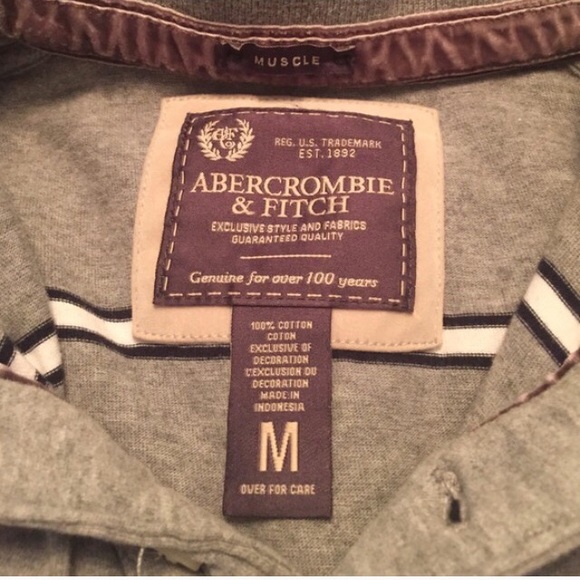 MUSCLE
REG. U.S. TRADEMARK
EST. 1892
ABERCROMBIE
& FITCH
EXCLUSIVE STYLE AND FABRICS
GUARANTEED QUALITY
Genuine for over 100 years
100% COTTON
COTON
EXCLUSIVE OF
DECORATION
L'EXCLUSION DU
DECORATION
MADE IN
INDONESIA
M
OVER FOR CARE